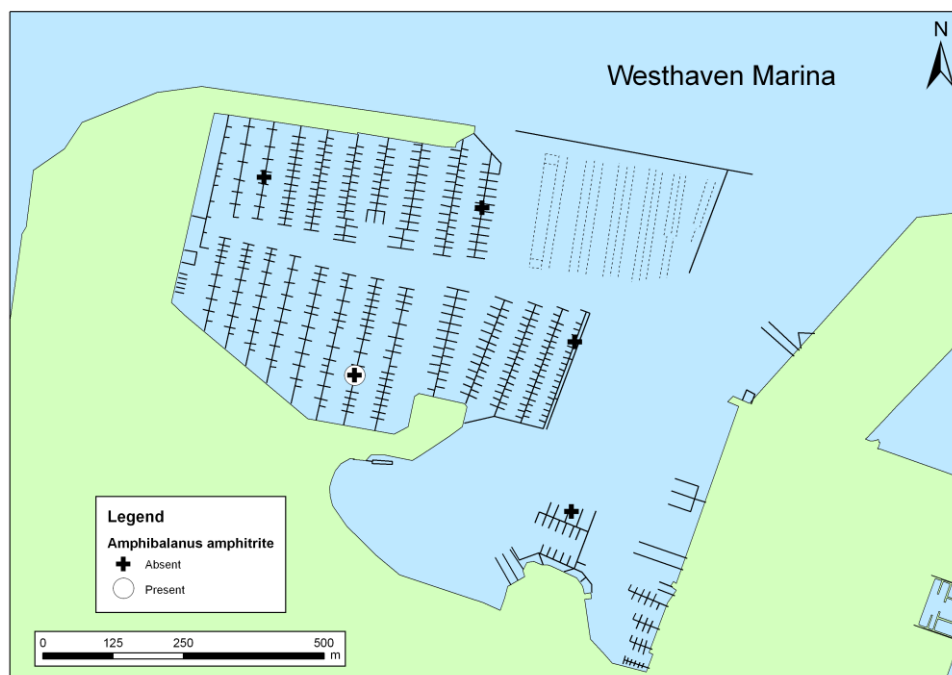 Westhaven Marina
N
Legend
Amphibalanus amphitrite
Absent
Present
0 125 250 500
m